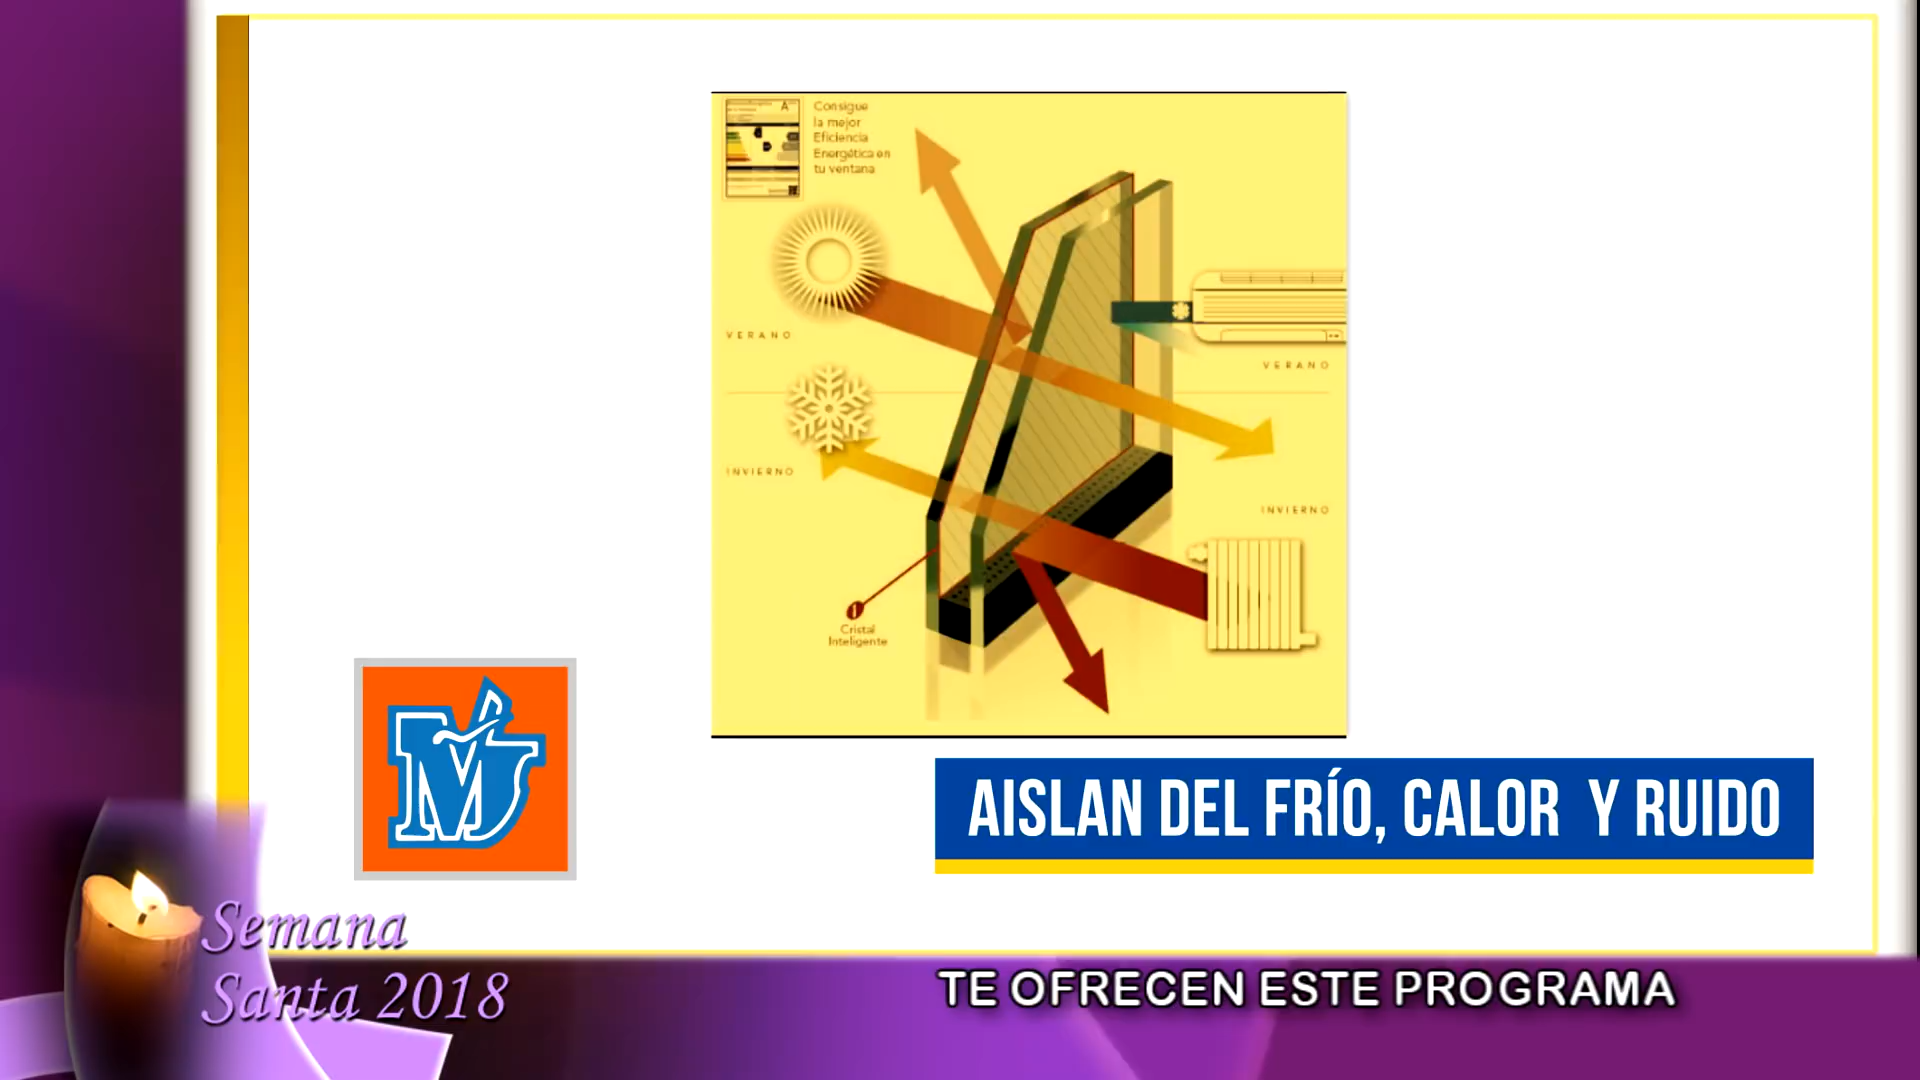 A
Consigue
la mejor
Eficiencia
Energética en
tu ventana
VERANO
VERANO
INVIERNO
INVIERNO
1
Cristal
Inteligente
AISLAN DEL FRÍO, CALOR Y RUIDO
Semana
Santa 2018
TE OFRECEN ESTE PROGRAMA